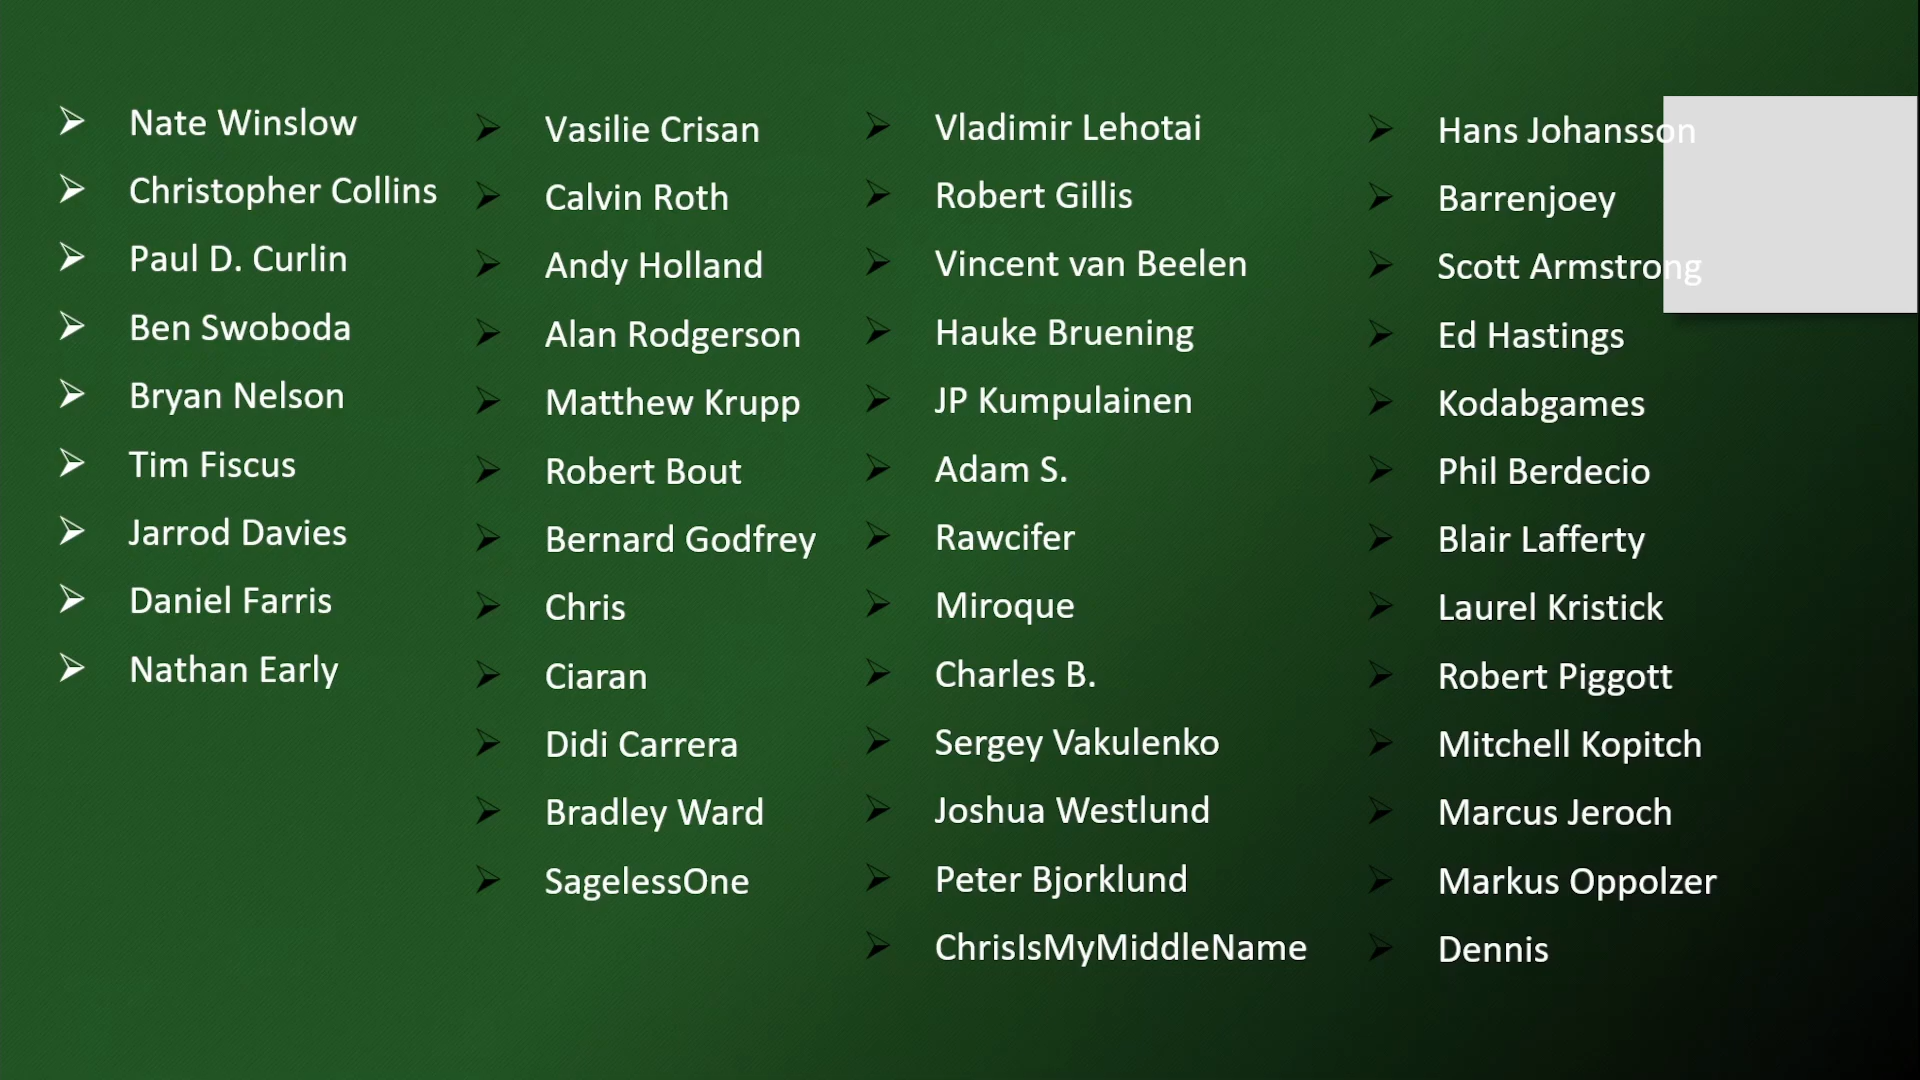 Nate Winslow
Christopher Collins
Paul D. Curlin
Ben Swoboda
Bryan Nelson
Tim Fiscus
Jarrod Davies
Daniel Farris
Nathan Early
Vasilie Crisan
Calvin Roth
Andy Holland
Alan Rodgerson
Matthew Krupp
Robert Bout
Bernard Godfrey
Chris
Ciaran
Didi Carrera
Bradley Ward
SagelessOne
Vladimir Lehotai
Robert Gillis
Vincent van Beelen
Hauke Bruening
JP Kumpulainen
Adam S.
Rawcifer
Miroque
Charles B.
Sergey Vakulenko
Joshua Westlund
Peter Bjorklund
ChrisIsMyMiddleName
Hans Johansson
Barrenjoey
Scott Armstrong
Ed Hastings
Kodabgames
Phil Berdecio
Blair Lafferty
Laurel Kristick
Robert Piggott
Mitchell Kopitch
Marcus Jeroch
Markus Oppolzer
Dennis